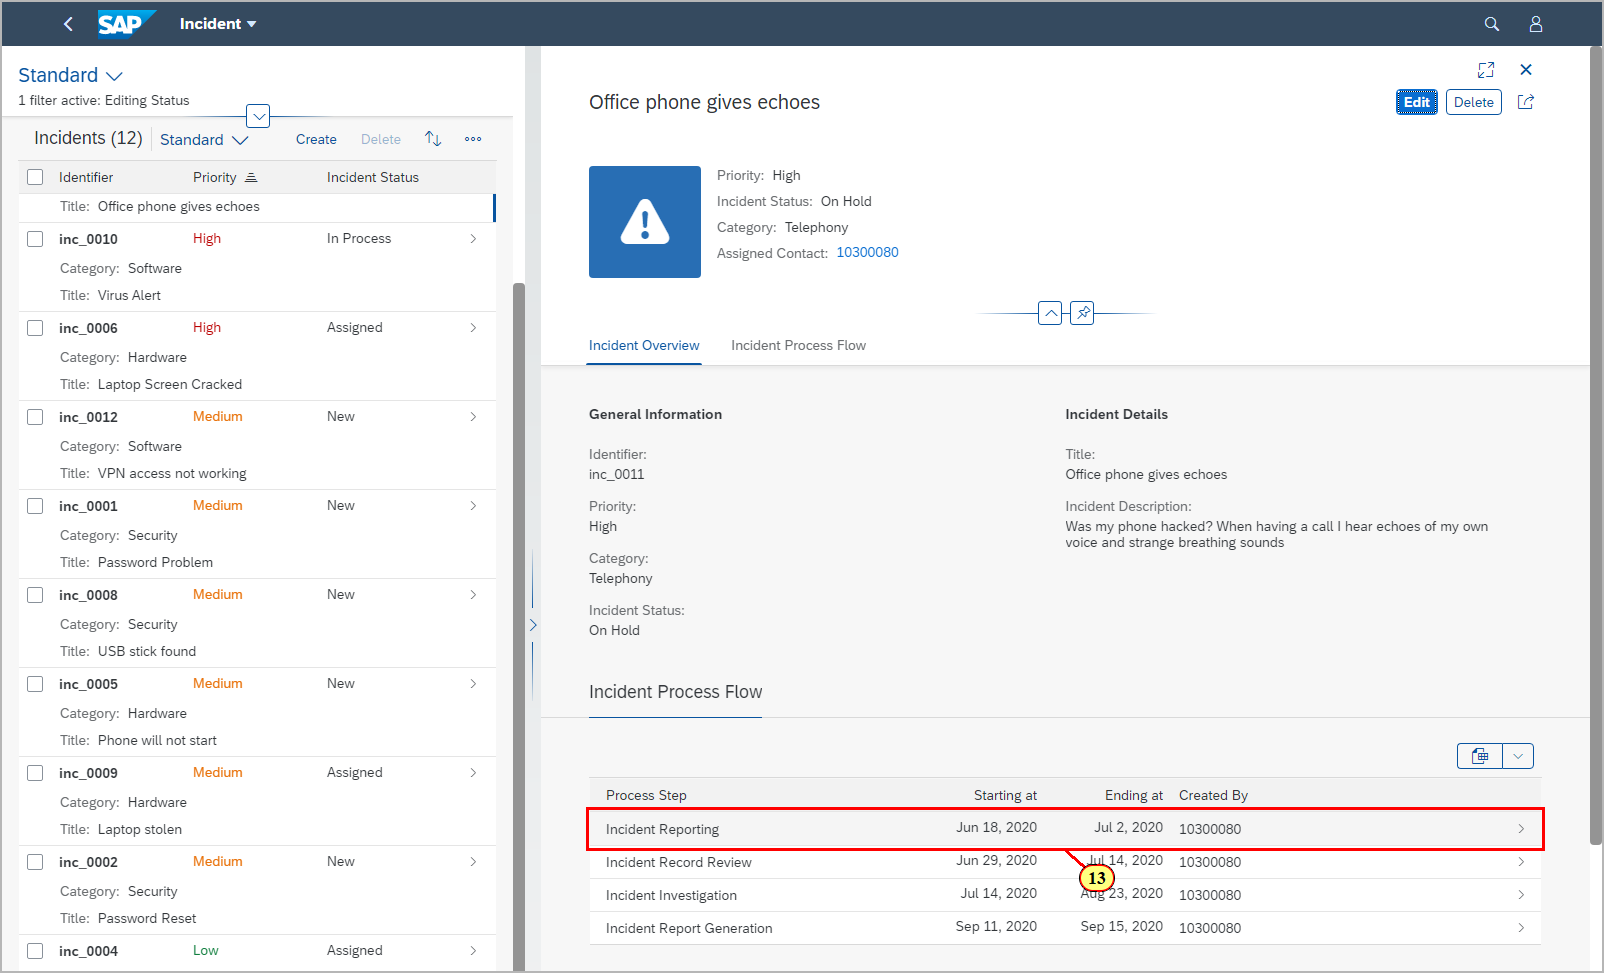 SAP Incident
Standard
1 filter active: Editing Status
Incidents (12) Standard Create Delete
Identifier Priority Incident Status
Title: Office phone gives echoes
inc_0010 High In Process
Category: Software
Title: Virus Alert
inc_0006 High Assigned
Category: Hardware
Title: Laptop Screen Cracked
inc_0012 Medium New
Category: Software
Title: VPN access not working
inc_0001 Medium New
Category: Security
Title: Password Problem
inc_0008 Medium New
Category: Security
Title: USB stick found
inc_0005 Medium New
Category: Hardware
Title: Phone will not start
inc_0009 Medium Assigned
Category: Hardware
Title: Laptop stolen
inc_0002 Medium New
Category: Security
Title: Password Reset
inc_0004 Low Assigned
Office phone gives echoes
Edit Delete
Priority: High
Incident Status: On Hold
Category: Telephony
Assigned Contact: 10300080
Incident Overview Incident Process Flow
General Information
Identifier:
inc_0011
Priority:
High
Category:
Telephony
Incident Status:
On Hold
Incident Details
Title:
Office phone gives echoes
Incident Description:
Was my phone hacked? When having a call I hear echoes of my own
voice and strange breathing sounds
Incident Process Flow
Process Step Starting at Ending at Created By
Incident Reporting Jun 18, 2020 Jul 2, 2020 10300080
Incident Record Review Jun 29, 2020 Jul 14, 2020 10300080
13
Incident Investigation Jul 14, 2020 Aug 23, 2020 10300080
Incident Report Generation Sep 11, 2020 Sep 15, 2020 10300080